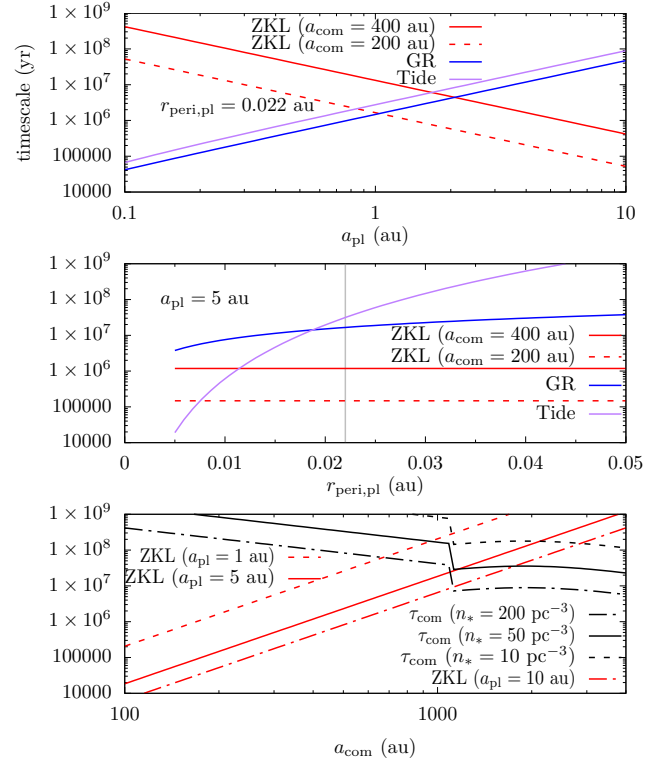 1 × 10^9
1 × 10^8
1 × 10^7
1 × 10^6
100000
10000
timescale (yr)
ZKL (a_com = 400 au)
ZKL (a_com = 200 au)
GR
Tide
r_peri,pl = 0.022 au
0.1 1 10
a_pl (au)
1 × 10^9
1 × 10^8
1 × 10^7
1 × 10^6
100000
10000
a_pl = 5 au
ZKL (a_com = 400 au)
ZKL (a_com = 200 au)
GR
Tide
0 0.01 0.02 0.03 0.04 0.05
r_peri,pl (au)
1 × 10^9
1 × 10^8
1 × 10^7
1 × 10^6
100000
10000
ZKL (a_pl = 1 au)
ZKL (a_pl = 5 au)
τ_com (n_* = 200 pc^-3)
τ_com (n_* = 50 pc^-3)
τ_com (n_* = 10 pc^-3)
ZKL (a_pl = 10 au)
100 1000
a_com (au)